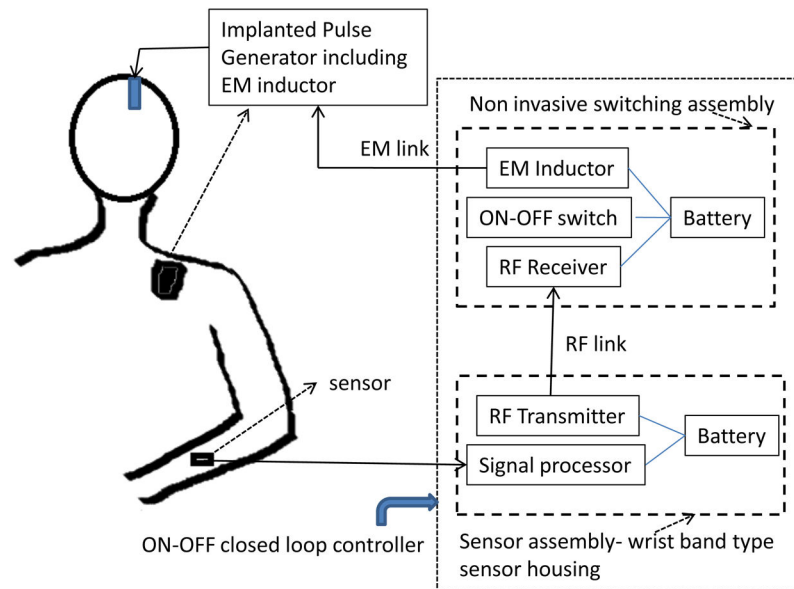 Implanted Pulse
Generator including
EM inductor
Non invasive switching assembly
EM link
EM Inductor
ON-OFF switch
Battery
RF Receiver
RF link
sensor
RF Transmitter
Battery
Signal processor
ON-OFF closed loop controller
Sensor assembly- wrist band type
sensor housing